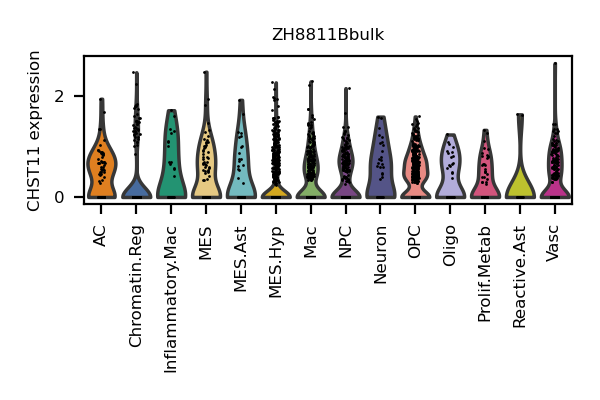 ZH8811Bbulk
CHST11 expression
2
0
AC
Chromatin.Reg
Inflammatory.Mac
MES
MES.Ast
MES.Hyp
Mac
NPC
Neuron
OPC
Oligo
Prolif.Metab
Reactive.Ast
Vasc